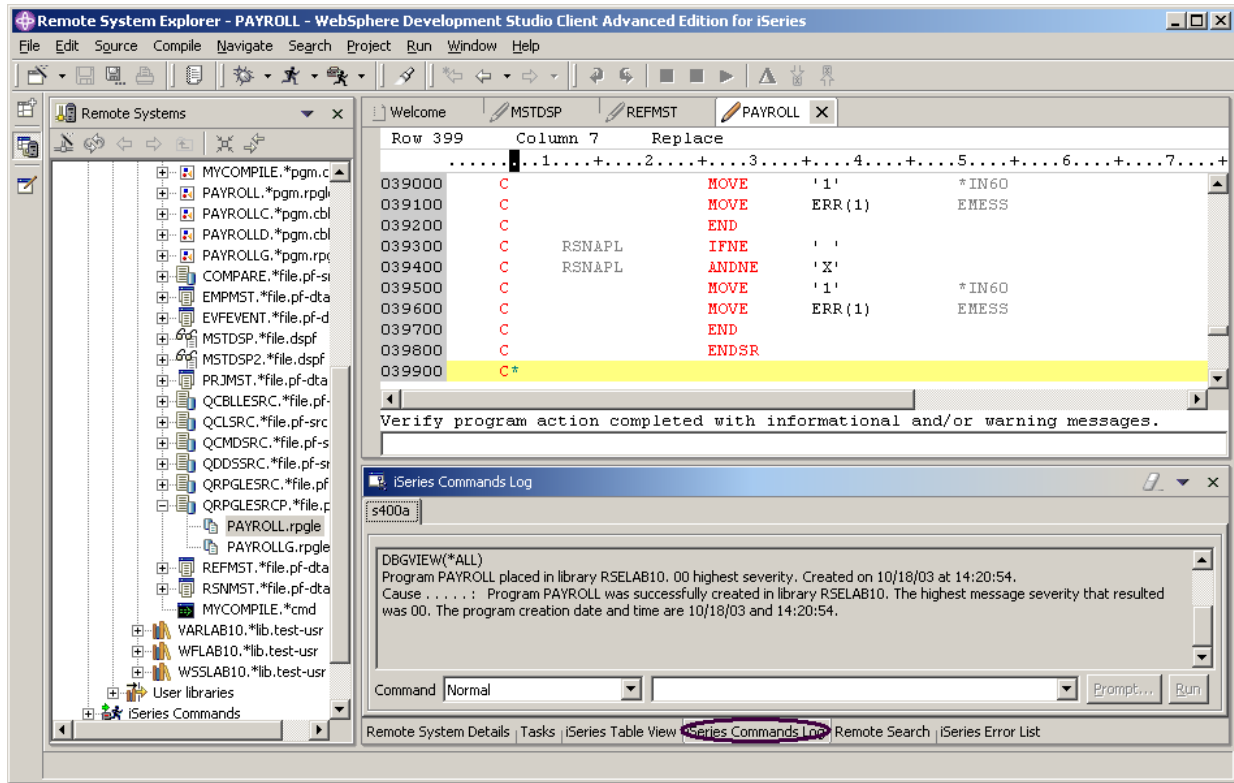 Remote System Explorer - PAYROLL - WebSphere Development Studio Client Advanced Edition for iSeries
File Edit Source Compile Navigate Search Project Run Window Help
Remote Systems
MYCOMPILE.*pgm.c
PAYROLL.*pgm.rpgl
PAYROLLC.*pgm.cbl
PAYROLLD.*pgm.cbl
PAYROLLG.*pgm.rpg
COMPARE.*file.pf-sr
EMPMST.*file.pf-dta
EVFEVENT.*file.pf-d
MSTDSP.*file.dspf
MSTDSP2.*file.dspf
PRJMST.*file.pf-dta
QCBLLESRC.*file.pf-
QCLSRC.*file.pf-src
QCMDSRC.*file.pf-s
QDDSSRC.*file.pf-sr
QRPGLESRC.*file.pf
QRPGLESRCP.*file.p
PAYROLL.rpgle
PAYROLLG.rpgle
REFMST.*file.pf-dta
RSNMST.*file.pf-dta
MYCOMPILE.*cmd
VARLAB10.*lib.test-usr
WFLAB10.*lib.test-usr
WSSLAB10.*lib.test-usr
User libraries
iSeries Commands
Welcome MSTDSP REFMST PAYROLL
Row 399 Column 7 Replace
.........1....+....2....+....3....+....4....+....5....+....6....+....7....+
039000 C MOVE '1' *IN60
039100 C MOVE ERR(1) EMESS
039200 C END
039300 C RSNAPL IFNE ' '
039400 C RSNAPL ANDNE 'X'
039500 C MOVE '1' *IN60
039600 C MOVE ERR(1) EMESS
039700 C END
039800 C ENDSR
039900 C*
Verify program action completed with informational and/or warning messages.
iSeries Commands Log
s400a
DBGVIEW(*ALL)
Program PAYROLL placed in library RSELAB10. 00 highest severity. Created on 10/18/03 at 14:20:54.
Cause . . . . . : Program PAYROLL was successfully created in library RSELAB10. The highest message severity that resulted
was 00. The program creation date and time are 10/18/03 and 14:20:54.
Command Normal Prompt... Run
Remote System Details Tasks iSeries Table View iSeries Commands Log Remote Search iSeries Error List